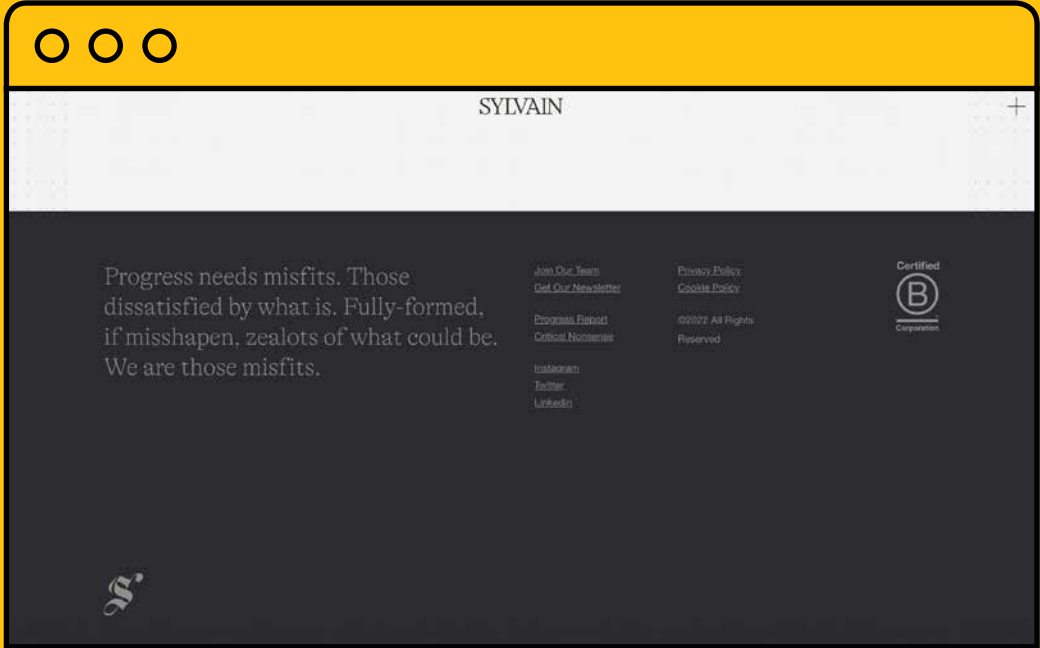 SYLVAIN
Progress needs misfits. Those
dissatisfied by what is. Fully-formed,
if misshapen, zealots of what could be.
We are those misfits.
Join Our Team
Get Our Newsletter
Progress Report
Critical Nonsense
Instagram
Twitter
LinkedIn
Privacy Policy
Cookie Policy
©2022 All Rights
Reserved
Certified
B
Corporation
S